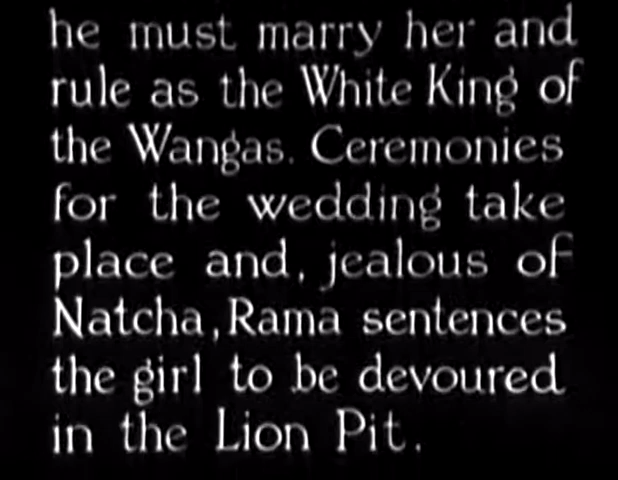 he must marry her and
rule as the White King of
the Wangas. Ceremonies
for the wedding take
place and, jealous of
Natcha, Rama sentences
the girl to be devoured
in the Lion Pit.